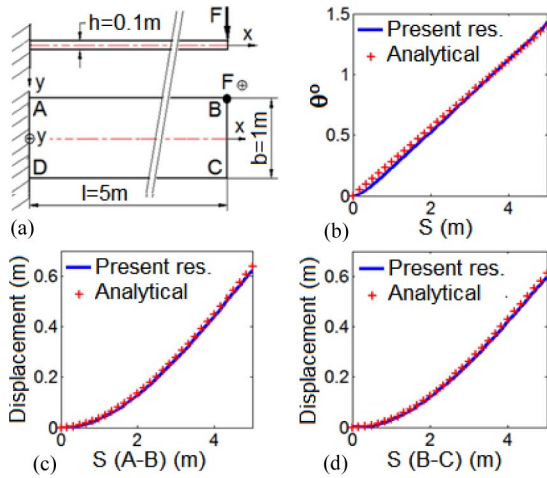 h=0.1m
F
x
y
A
B
F ⊕
⊕ y
x
b=1m
D
C
l=5m
(a)
1.5
1
0.5
0
θº
Present res.
Analytical
0
2
4
S (m)
(b)
0.6
0.4
0.2
0
Displacement (m)
Present res.
Analytical
0
2
4
S (A-B) (m)
(c)
0.6
0.4
0.2
0
Displacement (m)
Present res.
Analytical
0
2
4
S (B-C) (m)
(d)